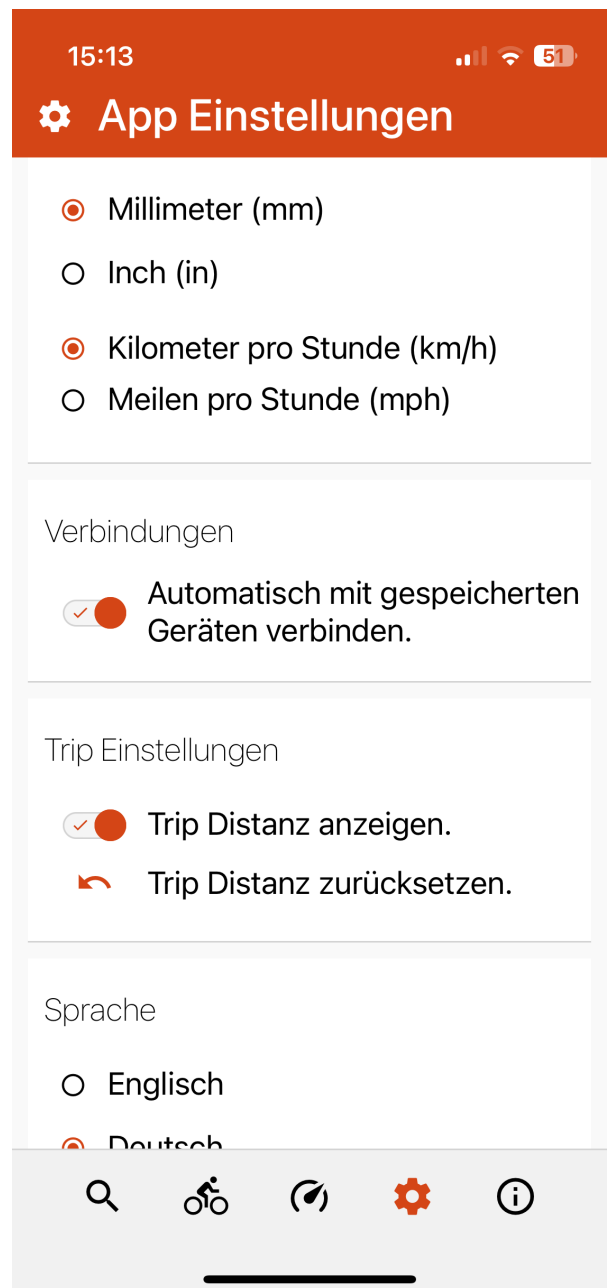 15:13
51
App Einstellungen
Millimeter (mm)
Inch (in)
Kilometer pro Stunde (km/h)
Meilen pro Stunde (mph)
Verbindungen
Automatisch mit gespeicherten
Geräten verbinden.
Trip Einstellungen
Trip Distanz anzeigen.
Trip Distanz zurücksetzen.
Sprache
Englisch
Deutsch